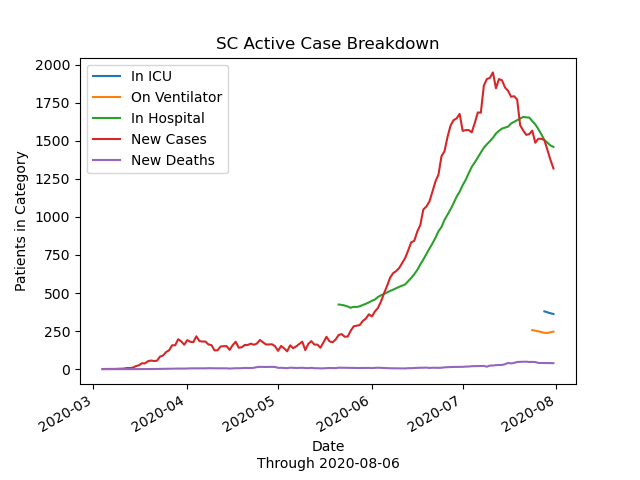 SC Active Case Breakdown
In ICU
On Ventilator
In Hospital
New Cases
New Deaths
Patients in Category
2000
1750
1500
1250
1000
750
500
250
0
2020-03
2020-04
2020-05
2020-06
2020-07
2020-08
Date
Through 2020-08-06